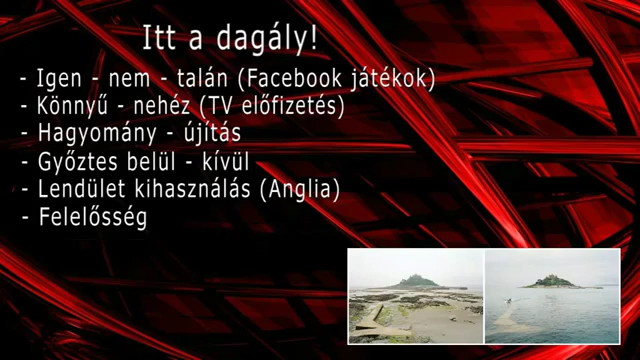 Itt a dagály!
- Igen - nem - talán (Facebook játékok)
- Könnyű - nehéz (TV előfizetés)
- Hagyomány - újítás
- Győztes belül - kívül
- Lendület kihasználás (Anglia)
- Felelősség